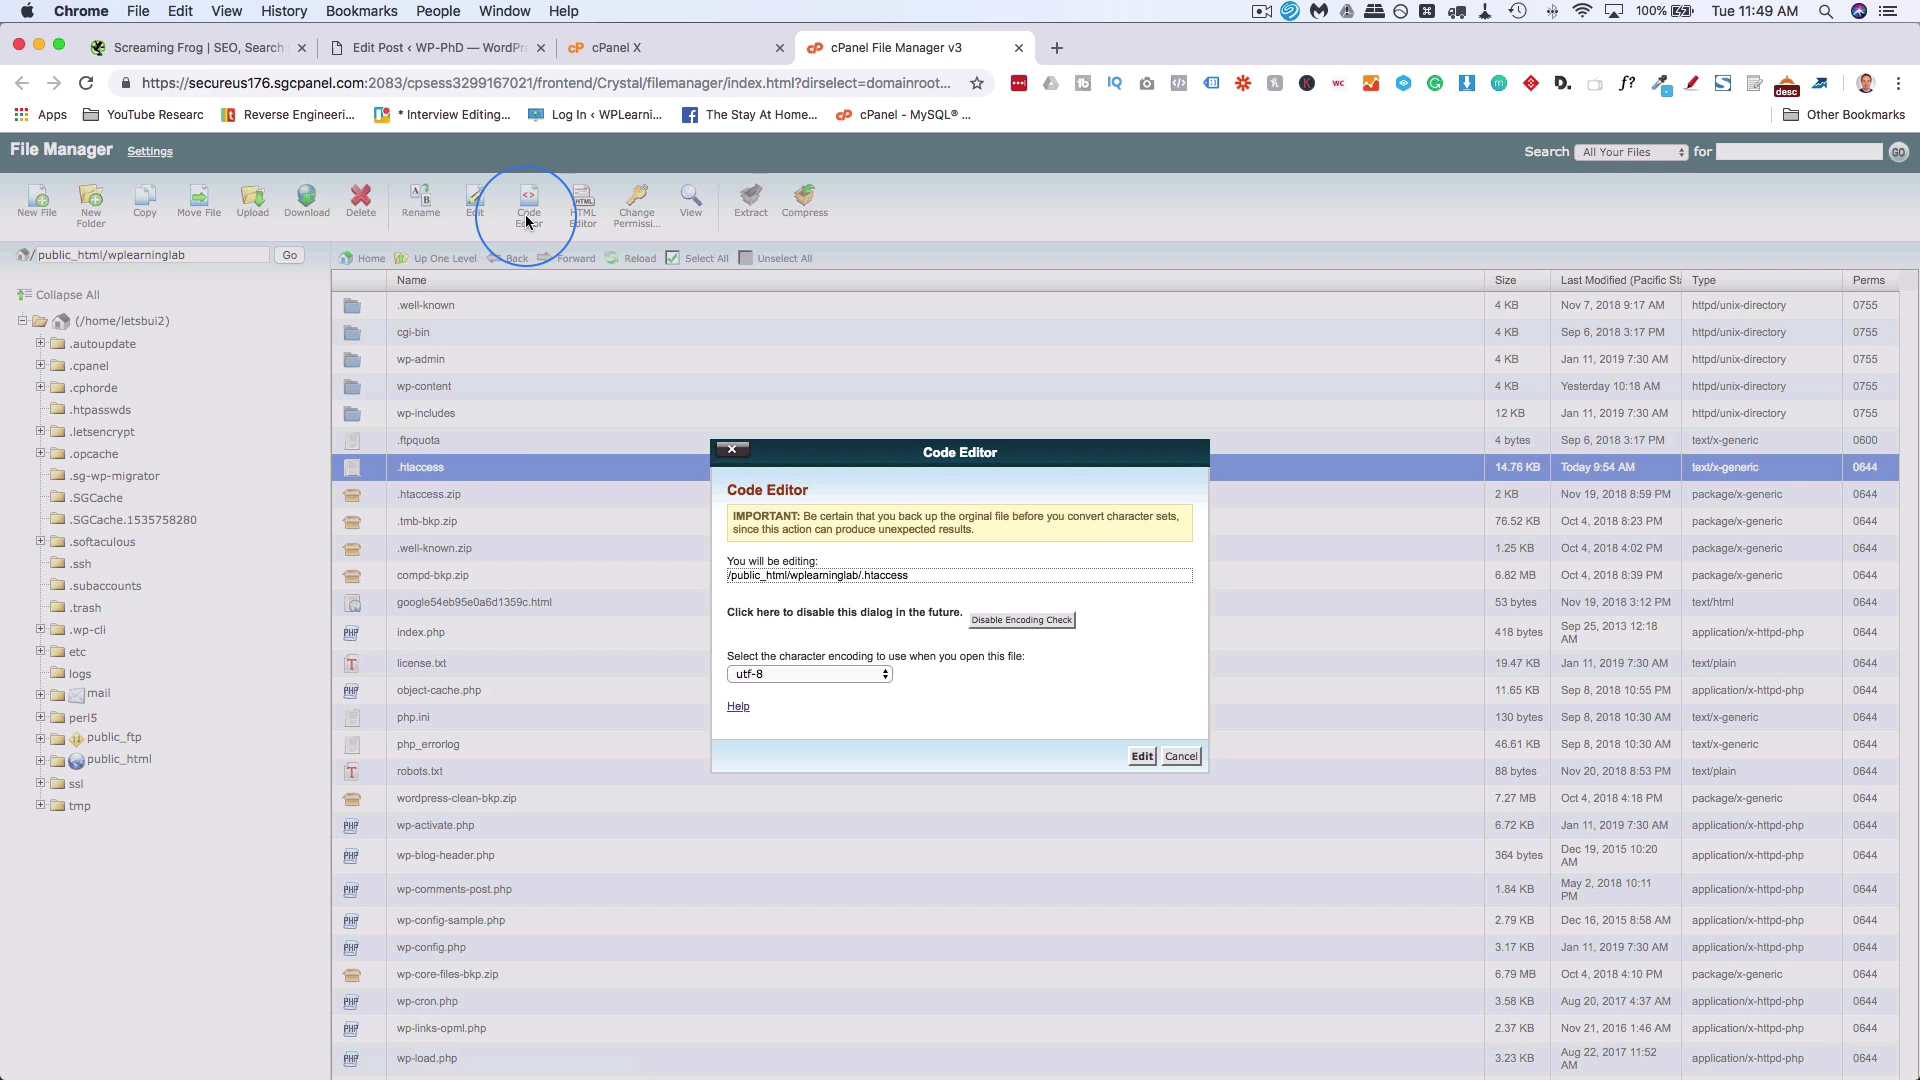 Chrome File Edit View History Bookmarks People Window Help 100% Tue 11:49 AM
Screaming Frog | SEO, Search
Edit Post ‹ WP-PhD — WordPr
cPanel X
cPanel File Manager v3
https://secureus176.sgcpanel.com:2083/cpsess3299167021/frontend/Crystal/filemanager/index.html?dirselect=domainroot...
Apps YouTube Researc Reverse Engineeri... * Interview Editing... Log In ‹ WPLearni... The Stay At Home... cPanel - MySQL® ... Other Bookmarks
File Manager Settings Search All Your Files for GO
New File
New Folder
Copy
Move File
Upload
Download
Delete
Rename
Edit
Code Editor
HTML Editor
Change Permissi...
View
Extract
Compress
/ public_html/wplearninglab Go
Home Up One Level Back Forward Reload Select All Unselect All
Collapse All
(/home/letsbui2)
.autoupdate
.cpanel
.cphorde
.htpasswds
.letsencrypt
.opcache
.sg-wp-migrator
.SGCache
.SGCache.1535758280
.softaculous
.ssh
.subaccounts
.trash
.wp-cli
etc
logs
mail
perl5
public_ftp
public_html
ssl
tmp
Name Size Last Modified (Pacific Sta Type Perms
.well-known 4 KB Nov 7, 2018 9:17 AM httpd/unix-directory 0755
cgi-bin 4 KB Sep 6, 2018 3:17 PM httpd/unix-directory 0755
wp-admin 4 KB Jan 11, 2019 7:30 AM httpd/unix-directory 0755
wp-content 4 KB Yesterday 10:18 AM httpd/unix-directory 0755
wp-includes 12 KB Jan 11, 2019 7:30 AM httpd/unix-directory 0755
.ftpquota 4 bytes Sep 6, 2018 3:17 PM text/x-generic 0600
.htaccess 14.76 KB Today 9:54 AM text/x-generic 0644
.htaccess.zip 2 KB Nov 19, 2018 8:59 PM package/x-generic 0644
.tmb-bkp.zip 76.52 KB Oct 4, 2018 8:23 PM package/x-generic 0644
.well-known.zip 1.25 KB Oct 4, 2018 4:02 PM package/x-generic 0644
compd-bkp.zip 6.82 MB Oct 4, 2018 8:39 PM package/x-generic 0644
google54eb95e0a6d1359c.html 53 bytes Nov 19, 2018 3:12 PM text/html 0644
index.php 418 bytes Sep 25, 2013 12:18 AM application/x-httpd-php 0644
license.txt 19.47 KB Jan 11, 2019 7:30 AM text/plain 0644
object-cache.php 11.65 KB Sep 8, 2018 10:55 PM application/x-httpd-php 0644
php.ini 130 bytes Sep 8, 2018 10:30 AM text/x-generic 0644
php_errorlog 46.61 KB Sep 8, 2018 10:30 AM text/x-generic 0644
robots.txt 88 bytes Nov 20, 2018 8:53 PM text/plain 0644
wordpress-clean-bkp.zip 7.27 MB Oct 4, 2018 4:18 PM package/x-generic 0644
wp-activate.php 6.72 KB Jan 11, 2019 7:30 AM application/x-httpd-php 0644
wp-blog-header.php 364 bytes Dec 19, 2015 10:20 AM application/x-httpd-php 0644
wp-comments-post.php 1.84 KB May 2, 2018 10:11 PM application/x-httpd-php 0644
wp-config-sample.php 2.79 KB Dec 16, 2015 8:58 AM application/x-httpd-php 0644
wp-config.php 3.17 KB Jan 11, 2019 7:30 AM application/x-httpd-php 0644
wp-core-files-bkp.zip 6.79 MB Oct 4, 2018 4:10 PM package/x-generic 0644
wp-cron.php 3.58 KB Aug 20, 2017 4:37 AM application/x-httpd-php 0644
wp-links-opml.php 2.37 KB Nov 21, 2016 1:46 AM application/x-httpd-php 0644
wp-load.php 3.23 KB Aug 22, 2017 11:52 AM application/x-httpd-php 0644
Code Editor
Code Editor
IMPORTANT: Be certain that you back up the orginal file before you convert character sets,
since this action can produce unexpected results.
You will be editing:
/public_html/wplearninglab/.htaccess
Click here to disable this dialog in the future. Disable Encoding Check
Select the character encoding to use when you open this file:
utf-8
Help
Edit Cancel